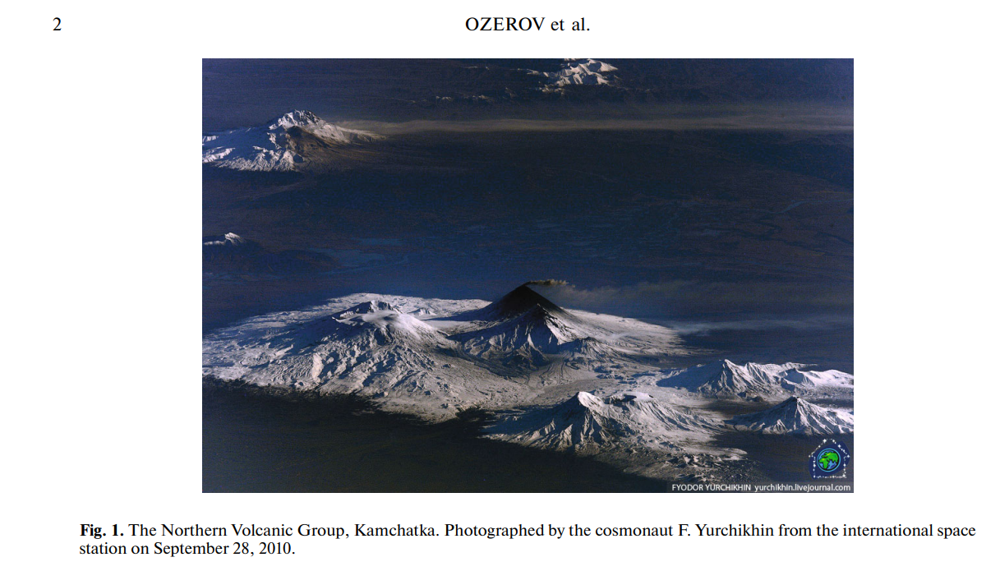 2
OZEROV et al.
FYODOR YURCHIKHIN yurchikhin.livejournal.com
Fig. 1. The Northern Volcanic Group, Kamchatka. Photographed by the cosmonaut F. Yurchikhin from the international space
station on September 28, 2010.